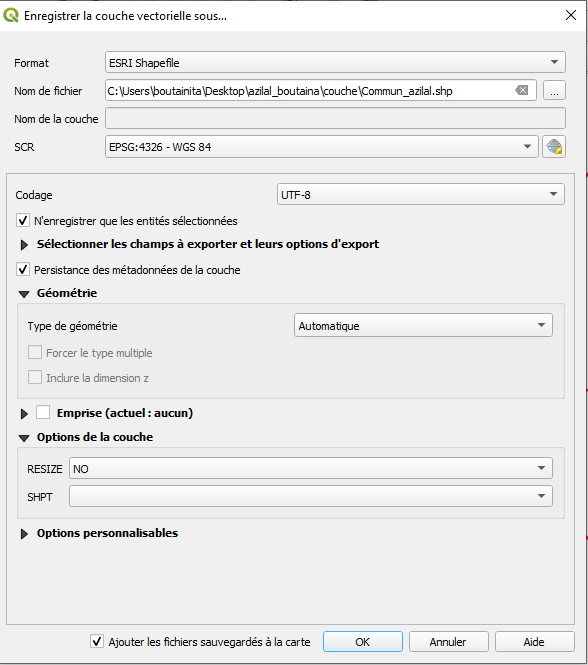 Enregistrer la couche vectorielle sous...
Format ESRI Shapefile
Nom de fichier C:\Users\boutainita\Desktop\azilal_boutaina\couche\Commun_azilal.shp ...
Nom de la couche
SCR EPSG:4326 - WGS 84
Codage UTF-8
N'enregistrer que les entités sélectionnées
Sélectionner les champs à exporter et leurs options d'export
Persistance des métadonnées de la couche
Géométrie
Type de géométrie Automatique
Forcer le type multiple
Inclure la dimension z
Emprise (actuel : aucun)
Options de la couche
RESIZE NO
SHPT
Options personnalisables
Ajouter les fichiers sauvegardés à la carte OK Annuler Aide